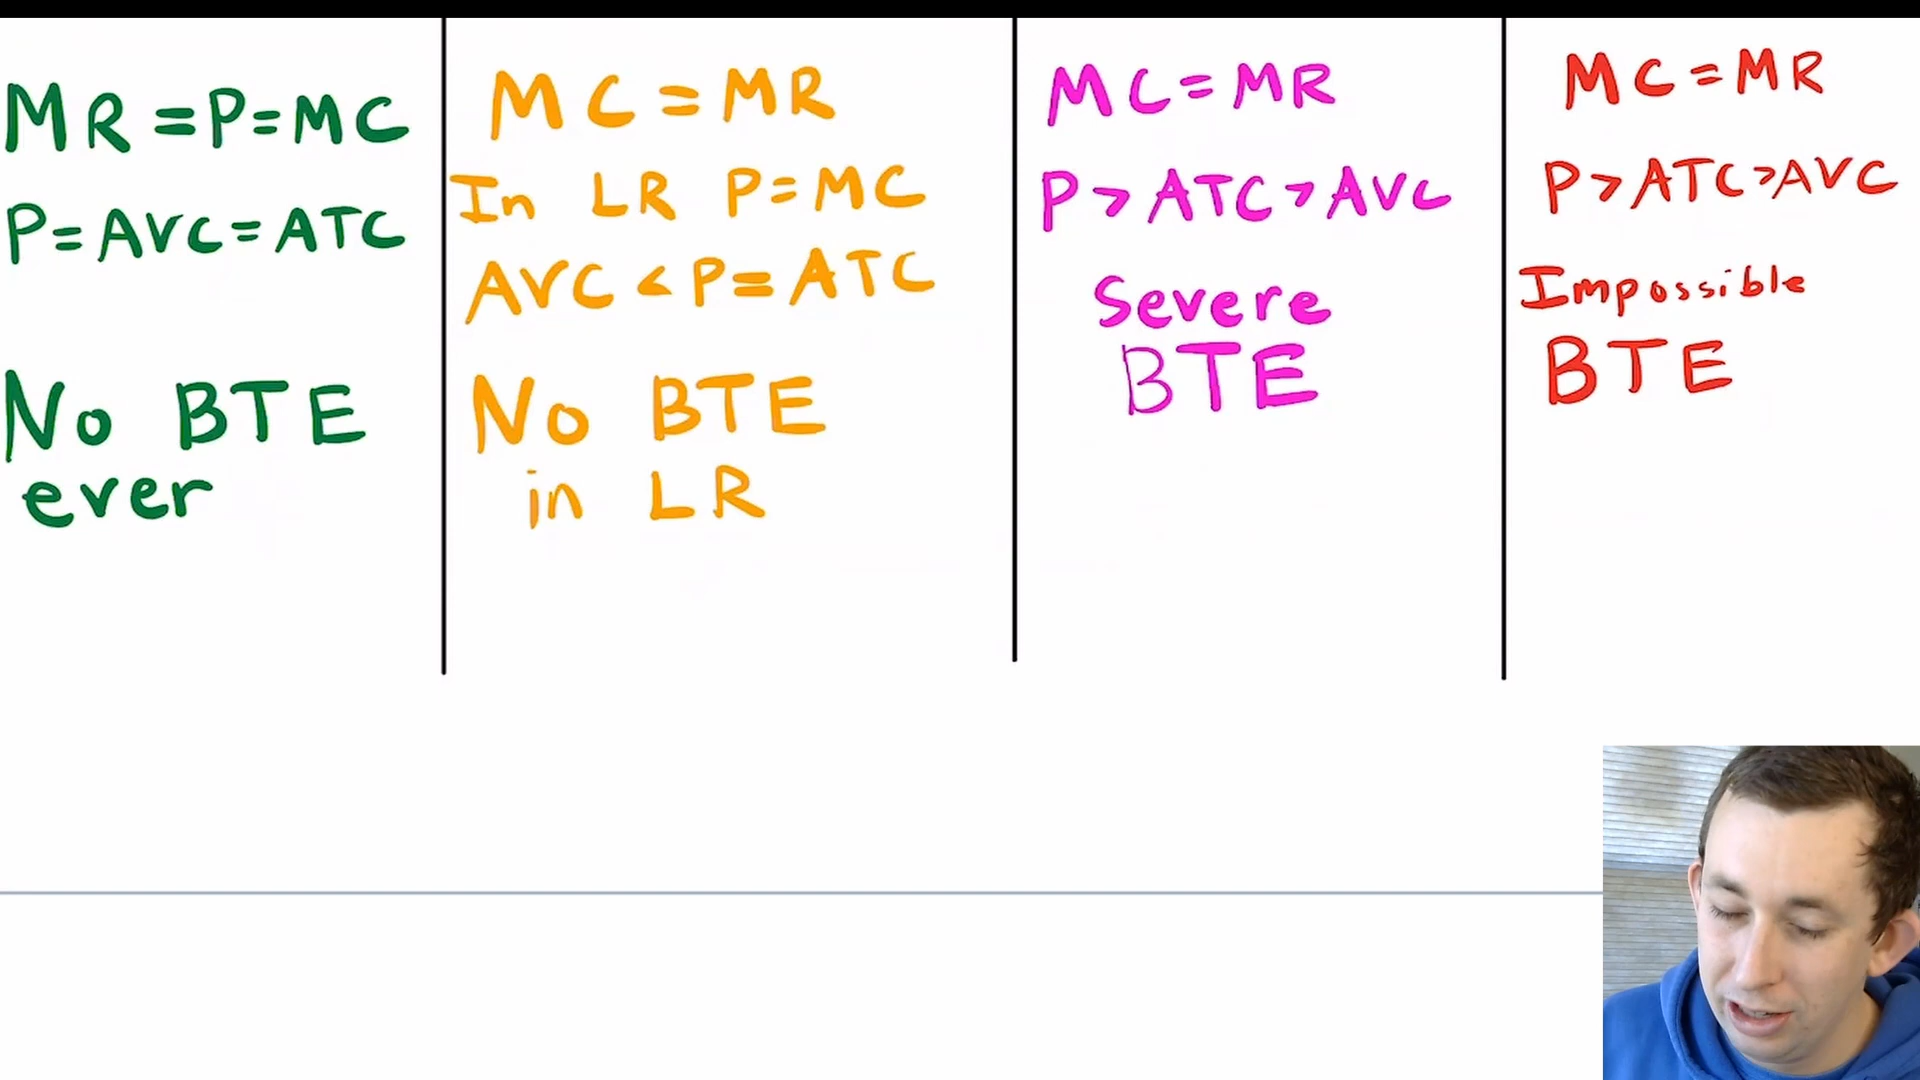 MR = P = MC
P = AVC = ATC
No BTE
ever
MC = MR
In LR P = MC
AVC < P = ATC
No BTE
in LR
MC = MR
P > ATC > AVC
Severe
BTE
MC = MR
P > ATC > AVC
Impossible
BTE